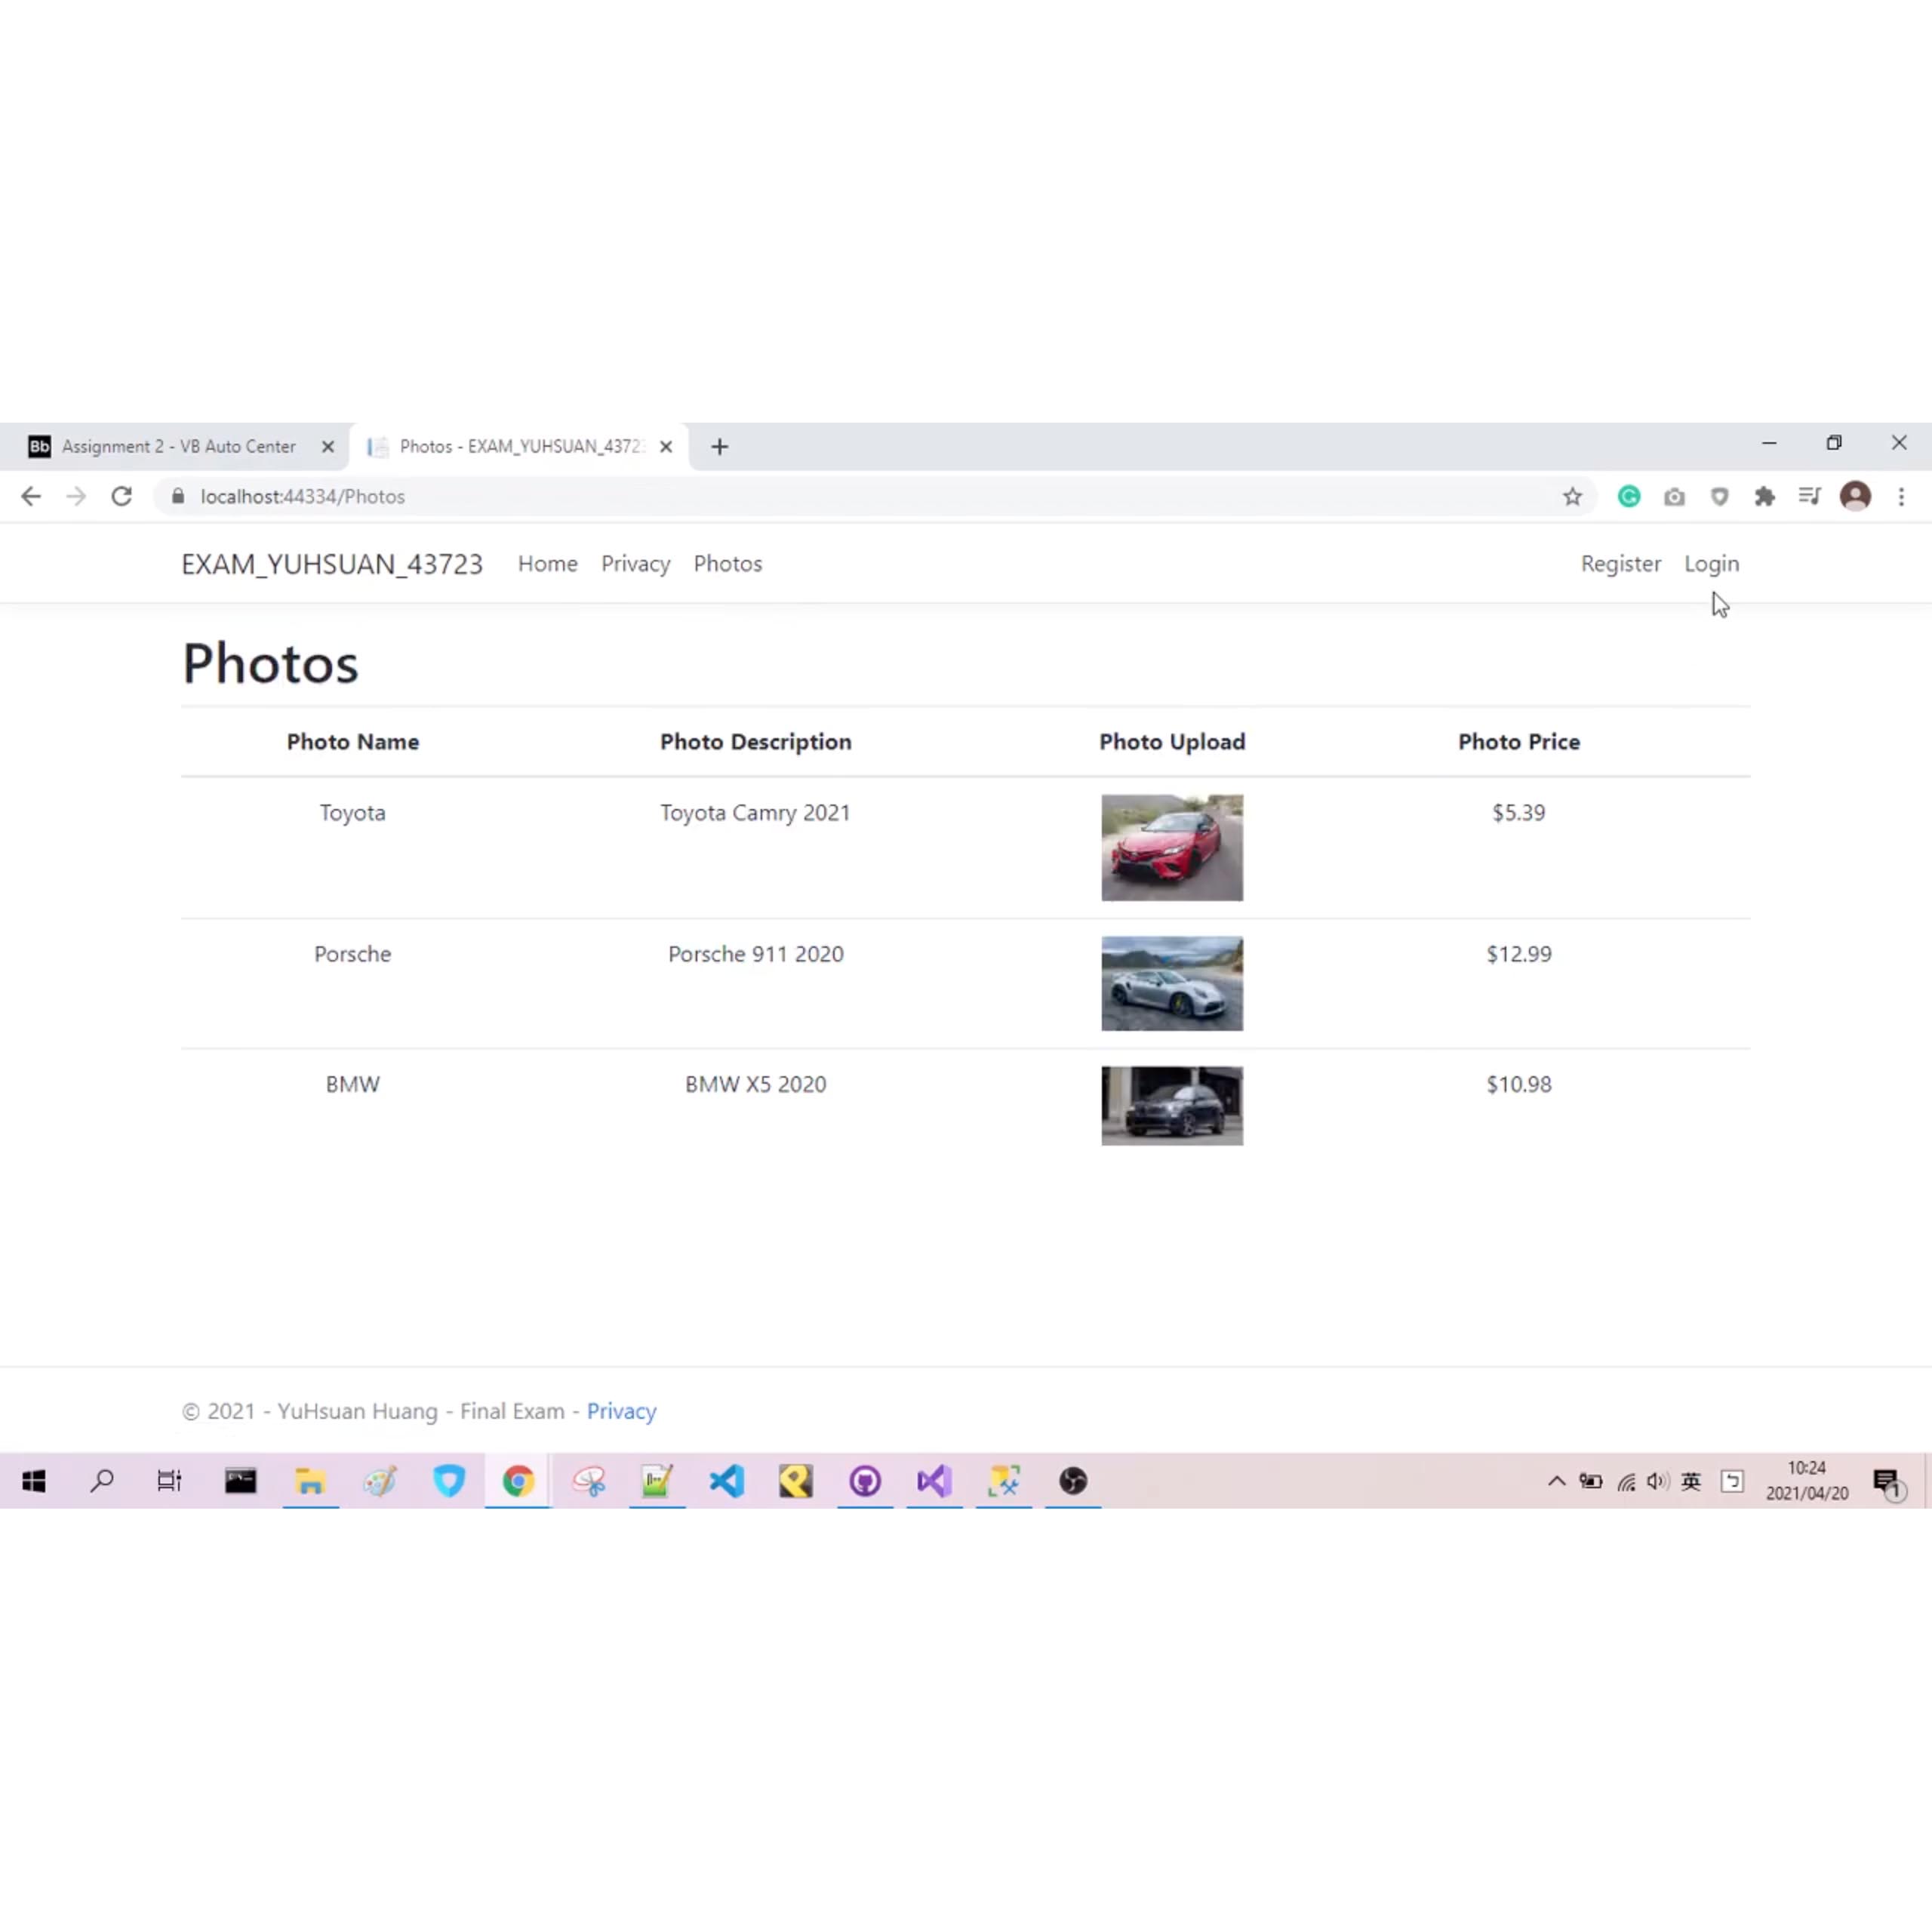 Bb Assignment 2 - VB Auto Center
Photos - EXAM_YUHSUAN_4372
localhost:44334/Photos
EXAM_YUHSUAN_43723 Home Privacy Photos Register Login
Photos
Photo Name Photo Description Photo Upload Photo Price
Toyota Toyota Camry 2021 $5.39
Porsche Porsche 911 2020 $12.99
BMW BMW X5 2020 $10.98
© 2021 - YuHsuan Huang - Final Exam - Privacy
英
10:24
2021/04/20
1